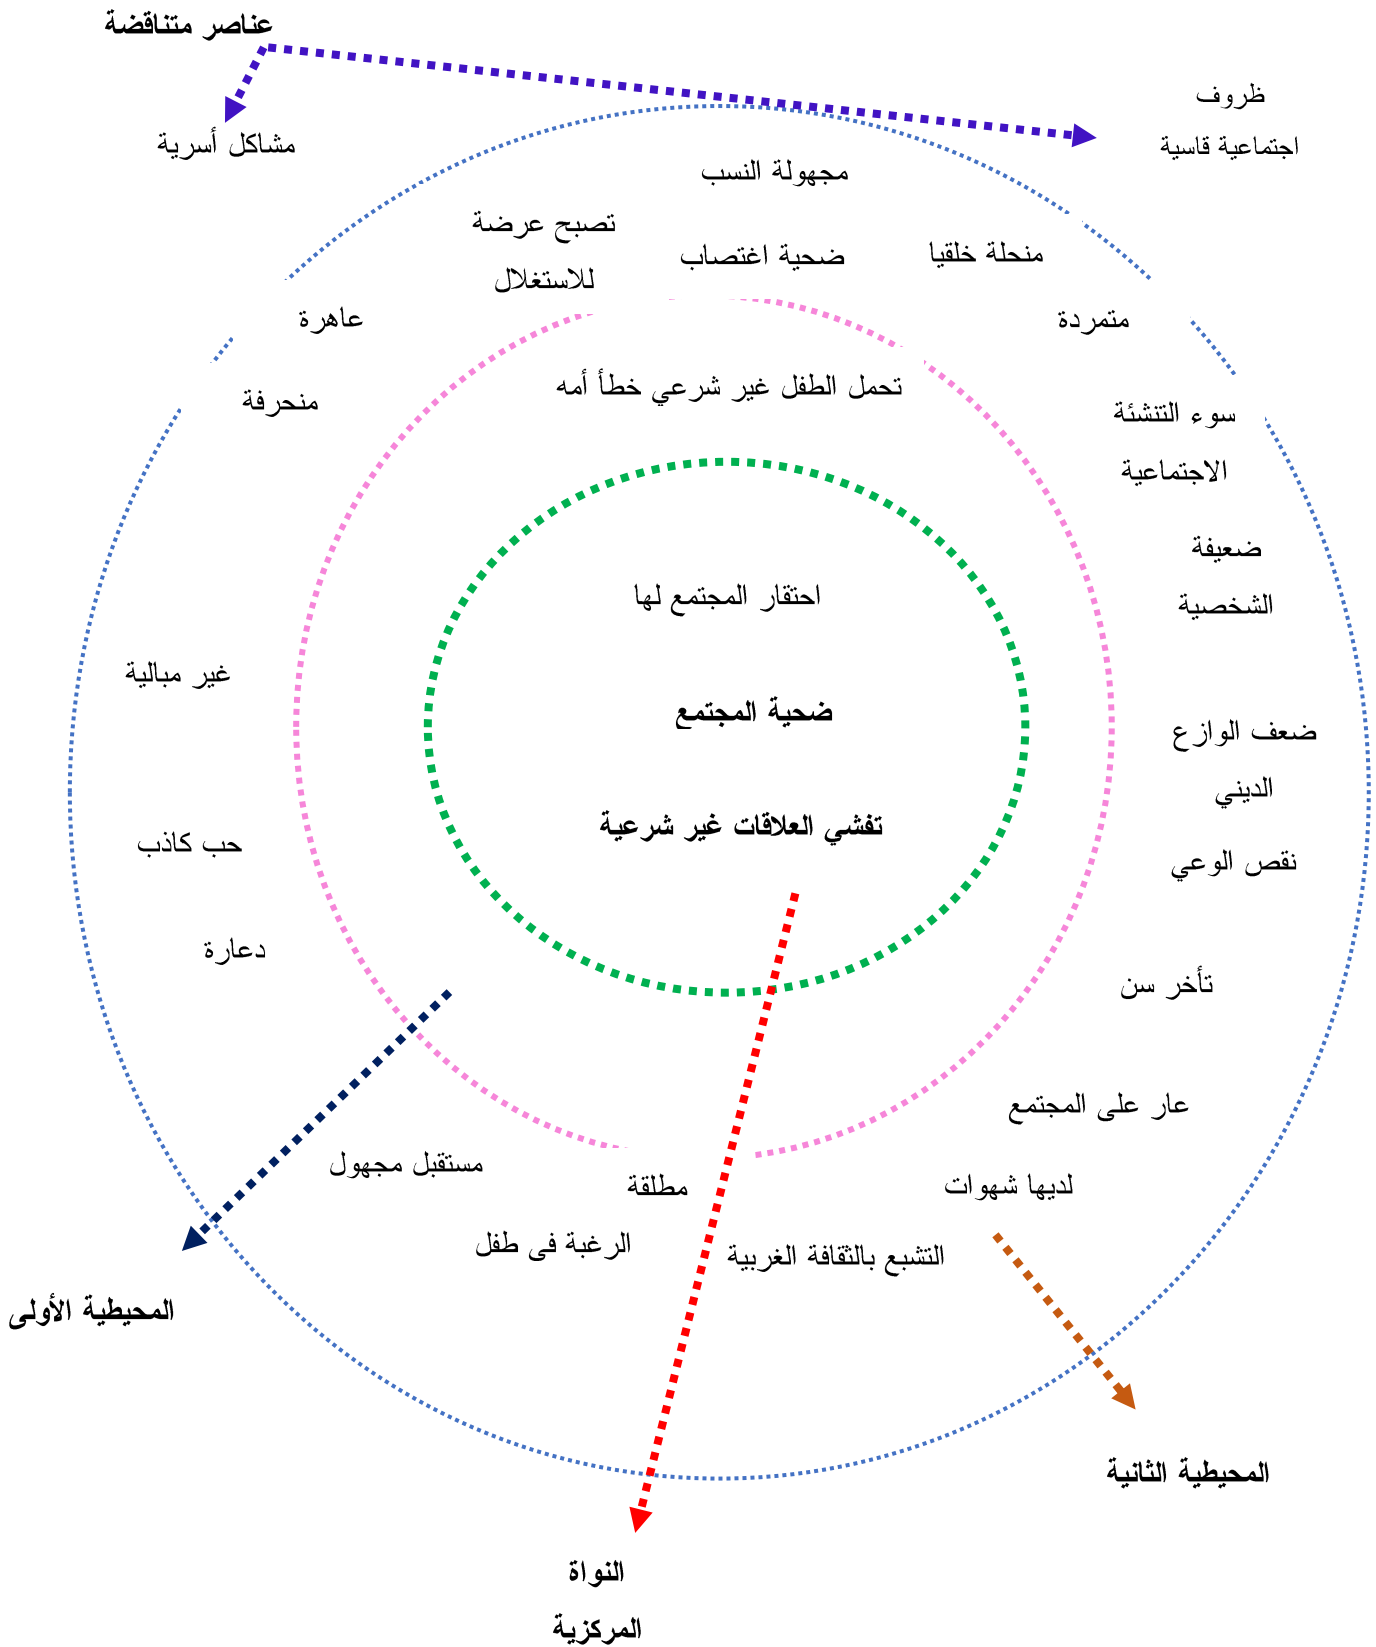 عناصر متناقضة
ظروف
اجتماعية قاسية
مشاكل أسرية
مجهولة النسب
تصبح عرضة
للاستغلال
ضحية اغتصاب
منحلة خلقيا
عاهرة
متمردة
منحرفة
تحمل الطفل غير شرعي خطأ أمه
سوء التنشئة
الاجتماعية
ضعيفة
الشخصية
احتقار المجتمع لها
غير مبالية
ضحية المجتمع
ضعف الوازع
الديني
تفشي العلاقات غير شرعية
حب كاذب
نقص الوعي
دعارة
تأخر سن
عار على المجتمع
مستقبل مجهول
مطلقة
لديها شهوات
الرغبة فى طفل
التشبع بالثقافة الغربية
المحيطية الأولى
المحيطية الثانية
النواة
المركزية